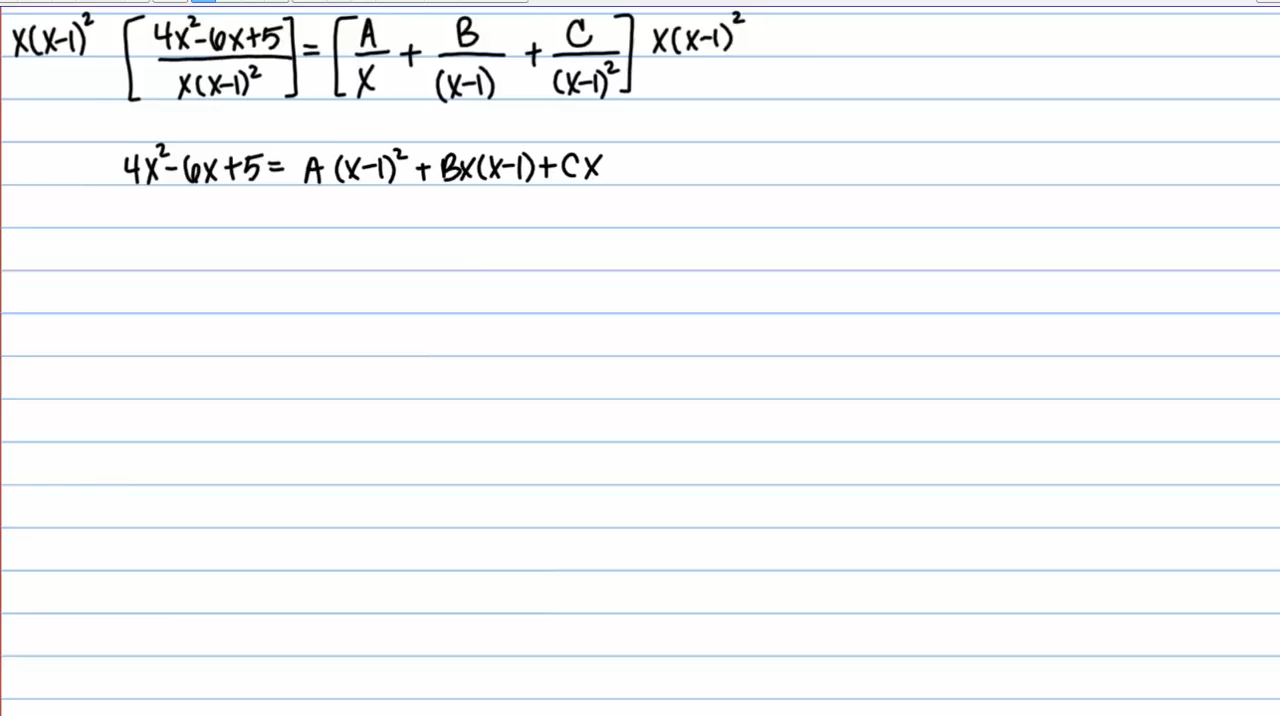 x(x-1)² [ (4x²-6x+5)/(x(x-1)²) ] = [ A/x + B/(x-1) + C/(x-1)² ] x(x-1)²
4x²-6x+5 = A(x-1)² + Bx(x-1) + Cx